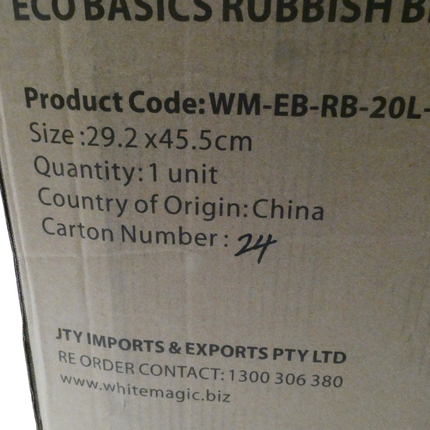 ECO BASICS RUBBISH
Product Code:WM-EB-RB-20L-
Size :29.2 x45.5cm
Quantity: 1 unit
Country of Origin: China
Carton Number : 24
JTY IMPORTS & EXPORTS PTY LTD
RE ORDER CONTACT: 1300 306 380
www.whitemagic.biz